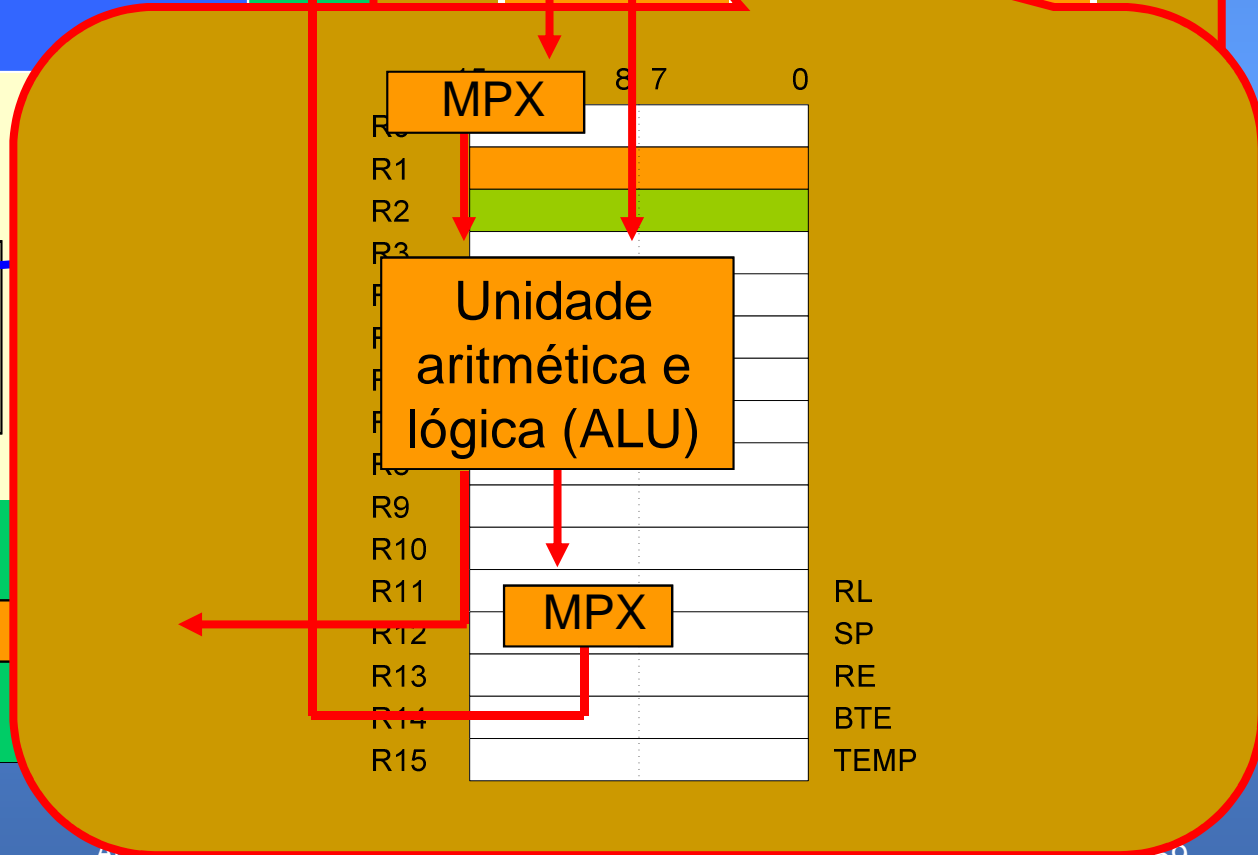 8 7 0
MPX
R1
R2
R3
Unidade
aritmética e
lógica (ALU)
R9
R10
R11 RL
MPX
R12 SP
R13 RE
R14 BTE
R15 TEMP